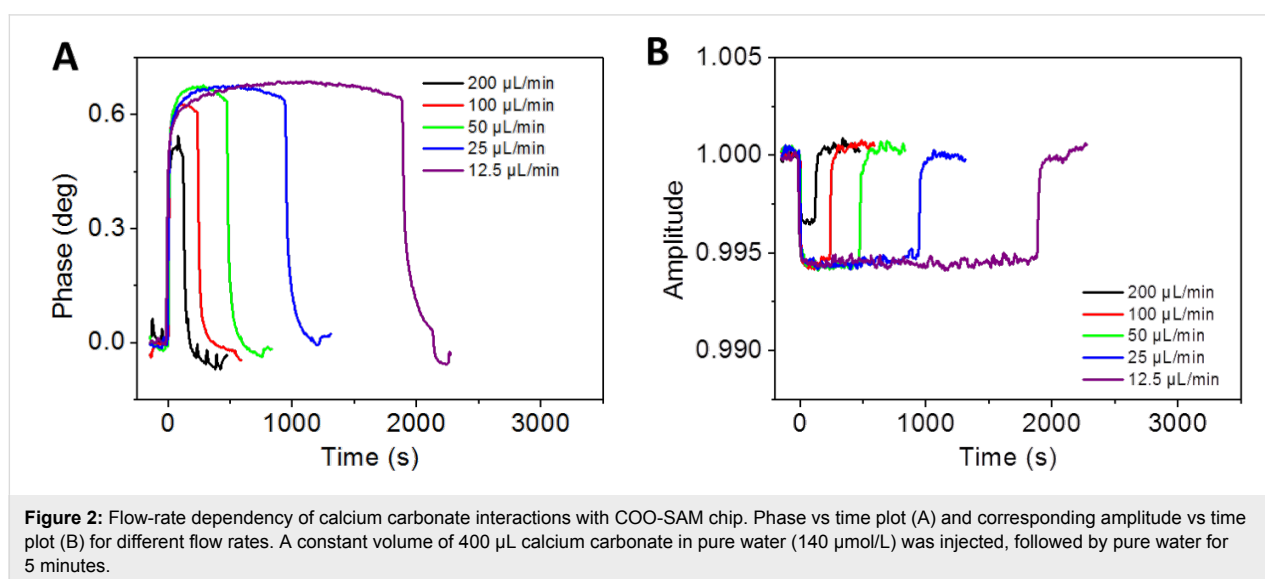 A
Phase (deg)
0.6
0.3
0.0
200 µL/min
100 µL/min
50 µL/min
25 µL/min
12.5 µL/min
0 1000 2000 3000
Time (s)
B
Amplitude
1.005
1.000
0.995
0.990
200 µL/min
100 µL/min
50 µL/min
25 µL/min
12.5 µL/min
0 1000 2000 3000
Time (s)
Figure 2: Flow-rate dependency of calcium carbonate interactions with COO-SAM chip. Phase vs time plot (A) and corresponding amplitude vs time
plot (B) for different flow rates. A constant volume of 400 µL calcium carbonate in pure water (140 µmol/L) was injected, followed by pure water for
5 minutes.